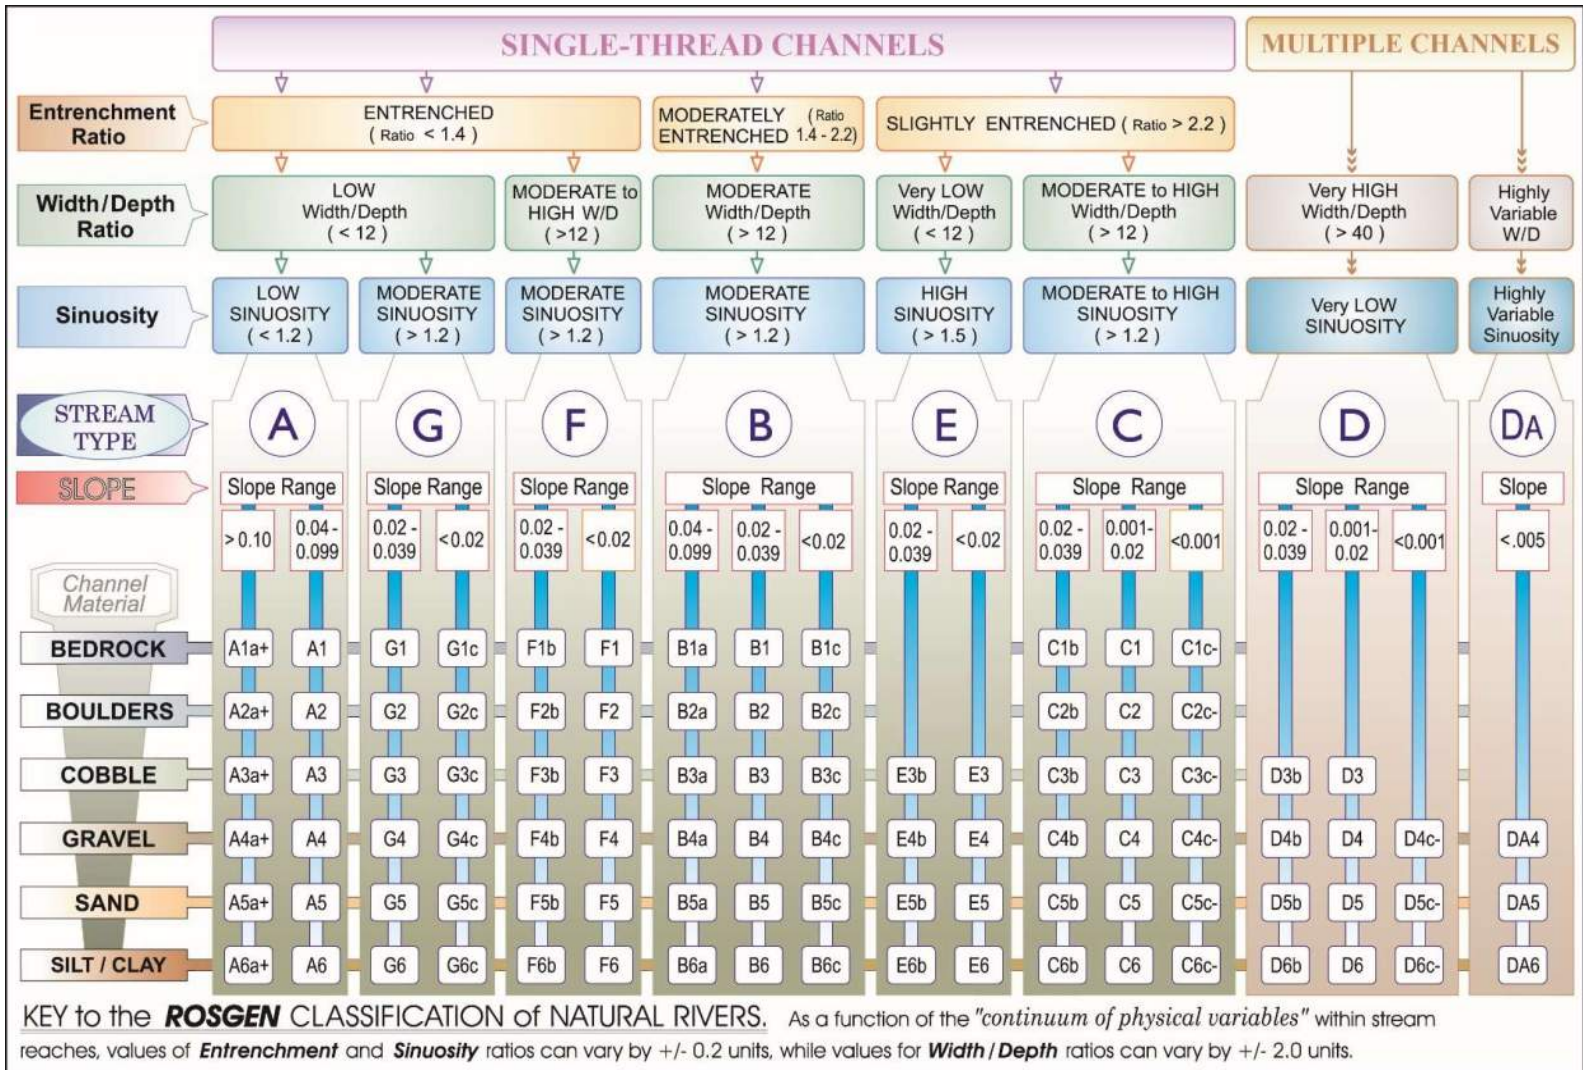 SINGLE-THREAD CHANNELS
MULTIPLE CHANNELS
Entrenchment
Ratio
ENTRENCHED
( Ratio < 1.4 )
MODERATELY ( Ratio
ENTRENCHED 1.4 - 2.2)
SLIGHTLY ENTRENCHED ( Ratio > 2.2 )
Width/Depth
Ratio
LOW
Width/Depth
( < 12 )
MODERATE to
HIGH W/D
( >12 )
MODERATE
Width/Depth
( > 12 )
Very LOW
Width/Depth
( <12 )
MODERATE to HIGH
Width/Depth
( > 12 )
Very HIGH
Width/Depth
( > 40 )
Highly
Variable
W/D
Sinuosity
LOW
SINUOSITY
( < 1.2 )
MODERATE
SINUOSITY
( > 1.2 )
MODERATE
SINUOSITY
( > 1.2 )
MODERATE
SINUOSITY
( > 1.2 )
HIGH
SINUOSITY
( > 1.5 )
MODERATE to HIGH
SINUOSITY
( > 1.2 )
Very LOW
SINUOSITY
Highly
Variable
Sinuosity
STREAM
TYPE
A G F B E C D DA
SLOPE
Slope Range Slope Range Slope Range Slope Range Slope Range Slope Range Slope Range Slope
> 0.10
0.04 -
0.099
0.02 -
0.039
<0.02
0.02 -
0.039
<0.02
0.04 -
0.099
0.02 -
0.039
<0.02
0.02 -
0.039
<0.02
0.02 -
0.039
0.001-
0.02
<0.001
0.02 -
0.039
0.001-
0.02
<0.001
<.005
Channel
Material
BEDROCK A1a+ A1 G1 G1c F1b F1 B1a B1 B1c C1b C1 C1c-
BOULDERS A2a+ A2 G2 G2c F2b F2 B2a B2 B2c C2b C2 C2c-
COBBLE A3a+ A3 G3 G3c F3b F3 B3a B3 B3c E3b E3 C3b C3 C3c- D3b D3
GRAVEL A4a+ A4 G4 G4c F4b F4 B4a B4 B4c E4b E4 C4b C4 C4c- D4b D4 D4c- DA4
SAND A5a+ A5 G5 G5c F5b F5 B5a B5 B5c E5b E5 C5b C5 C5c- D5b D5 D5c- DA5
SILT / CLAY A6a+ A6 G6 G6c F6b F6 B6a B6 B6c E6b E6 C6b C6 C6c- D6b D6 D6c- DA6
KEY to the ROSGEN CLASSIFICATION of NATURAL RIVERS. As a function of the "continuum of physical variables" within stream
reaches, values of Entrenchment and Sinuosity ratios can vary by +/- 0.2 units, while values for Width / Depth ratios can vary by +/- 2.0 units.